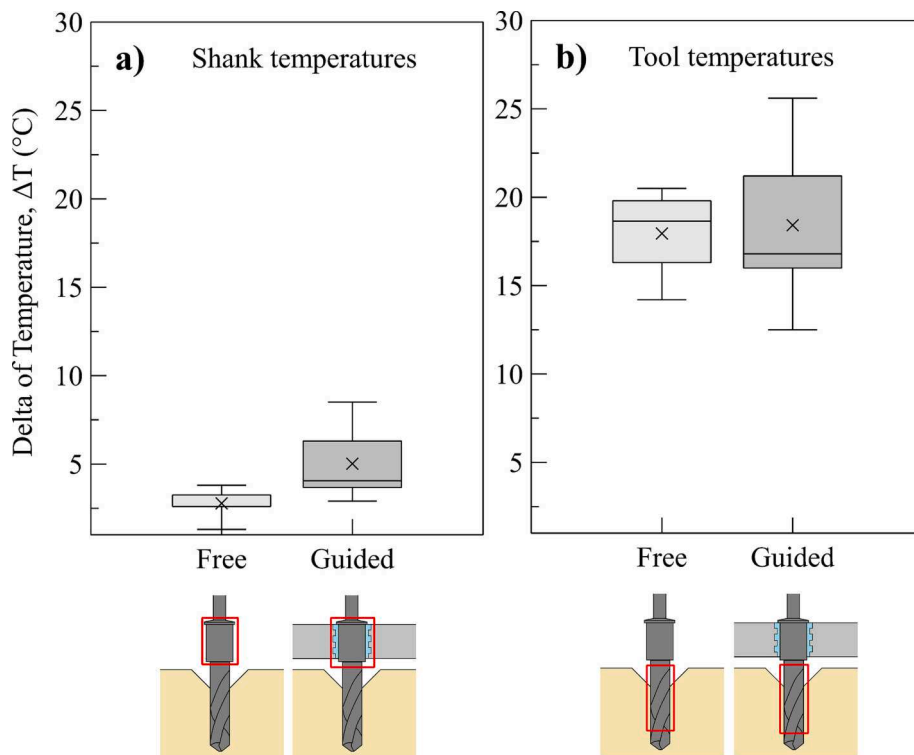 a) Shank temperatures
b) Tool temperatures
Delta of Temperature, ΔT (°C)
30
25
20
15
10
5
30
25
20
15
10
5
Free Guided
Free Guided